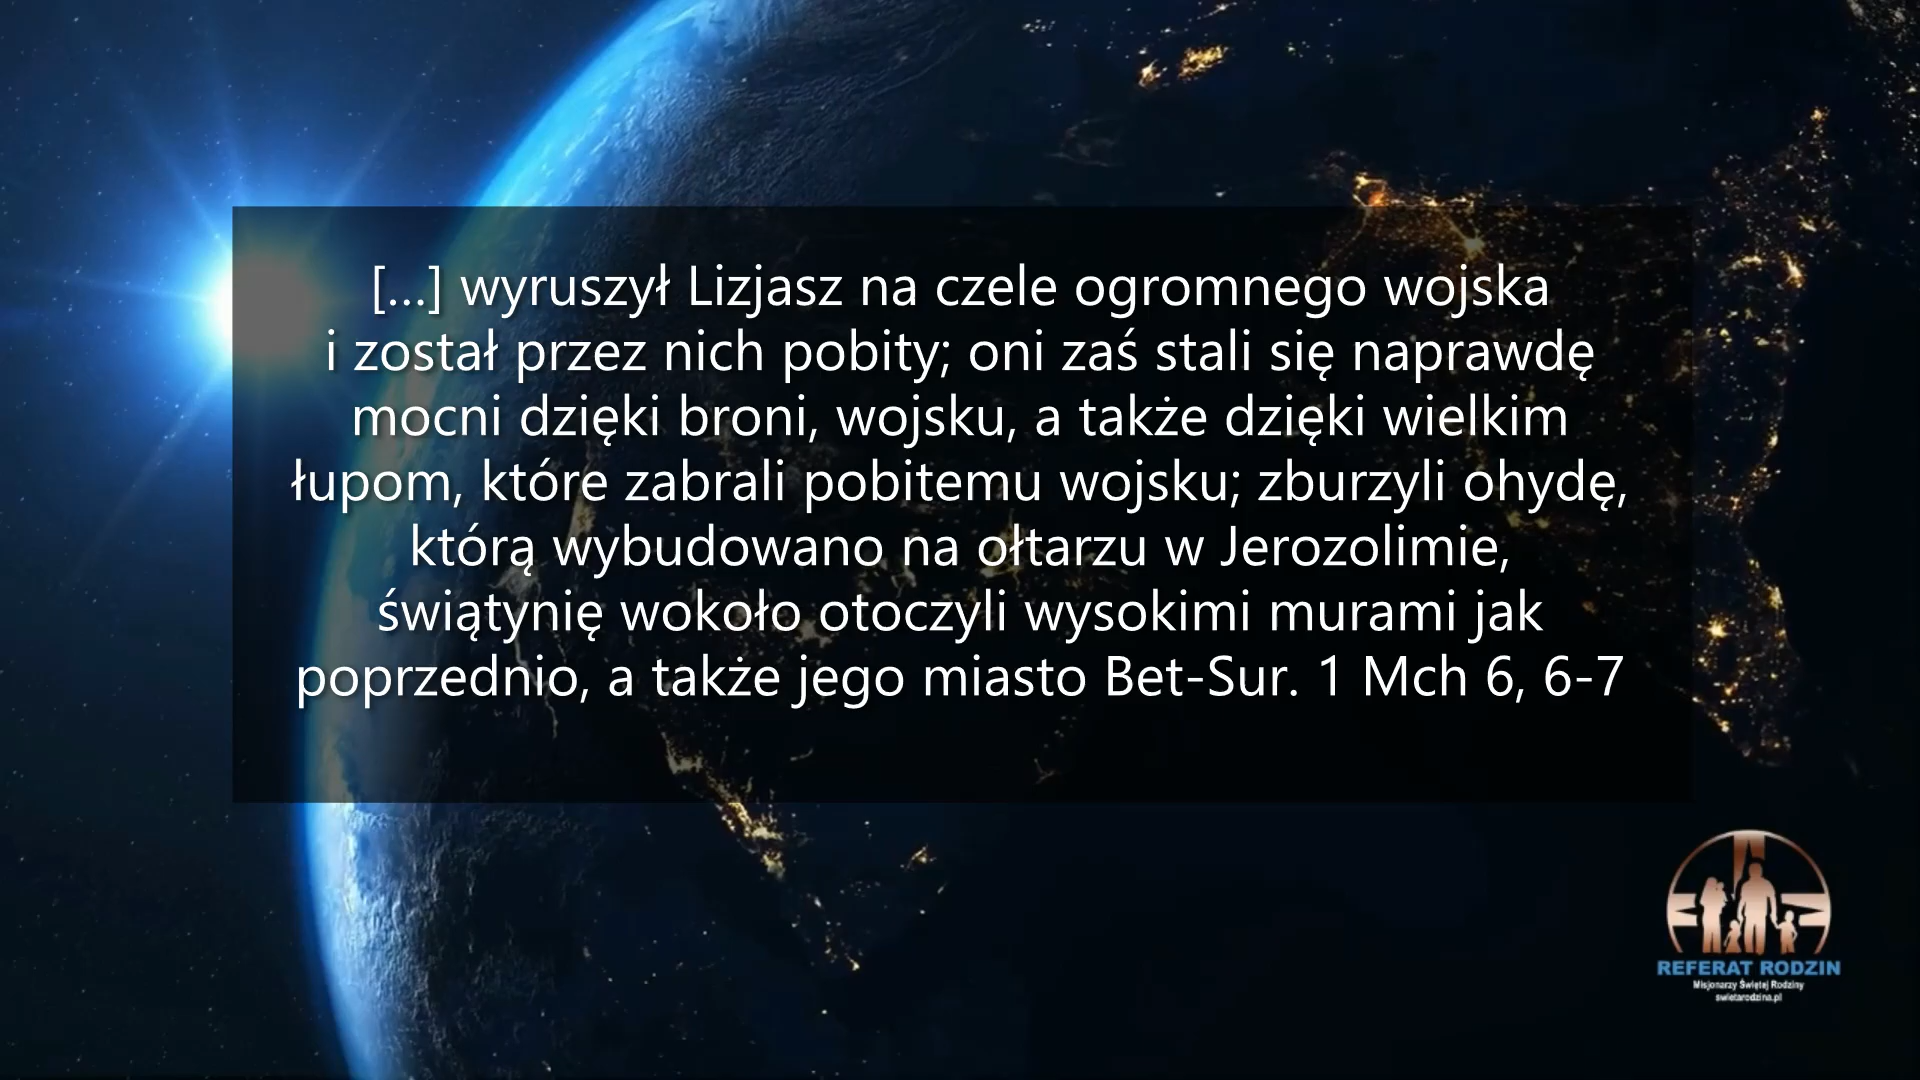 […] wyruszył Lizjasz na czele ogromnego wojska
i został przez nich pobity; oni zaś stali się naprawdę
mocni dzięki broni, wojsku, a także dzięki wielkim
łupom, które zabrali pobitemu wojsku; zburzyli ohydę,
którą wybudowano na ołtarzu w Jerozolimie,
świątynię wokoło otoczyli wysokimi murami jak
poprzednio, a także jego miasto Bet-Sur. 1 Mch 6, 6-7
REFERAT RODZIN
Misjonarzy Świętej Rodziny
swietarodzina.pl